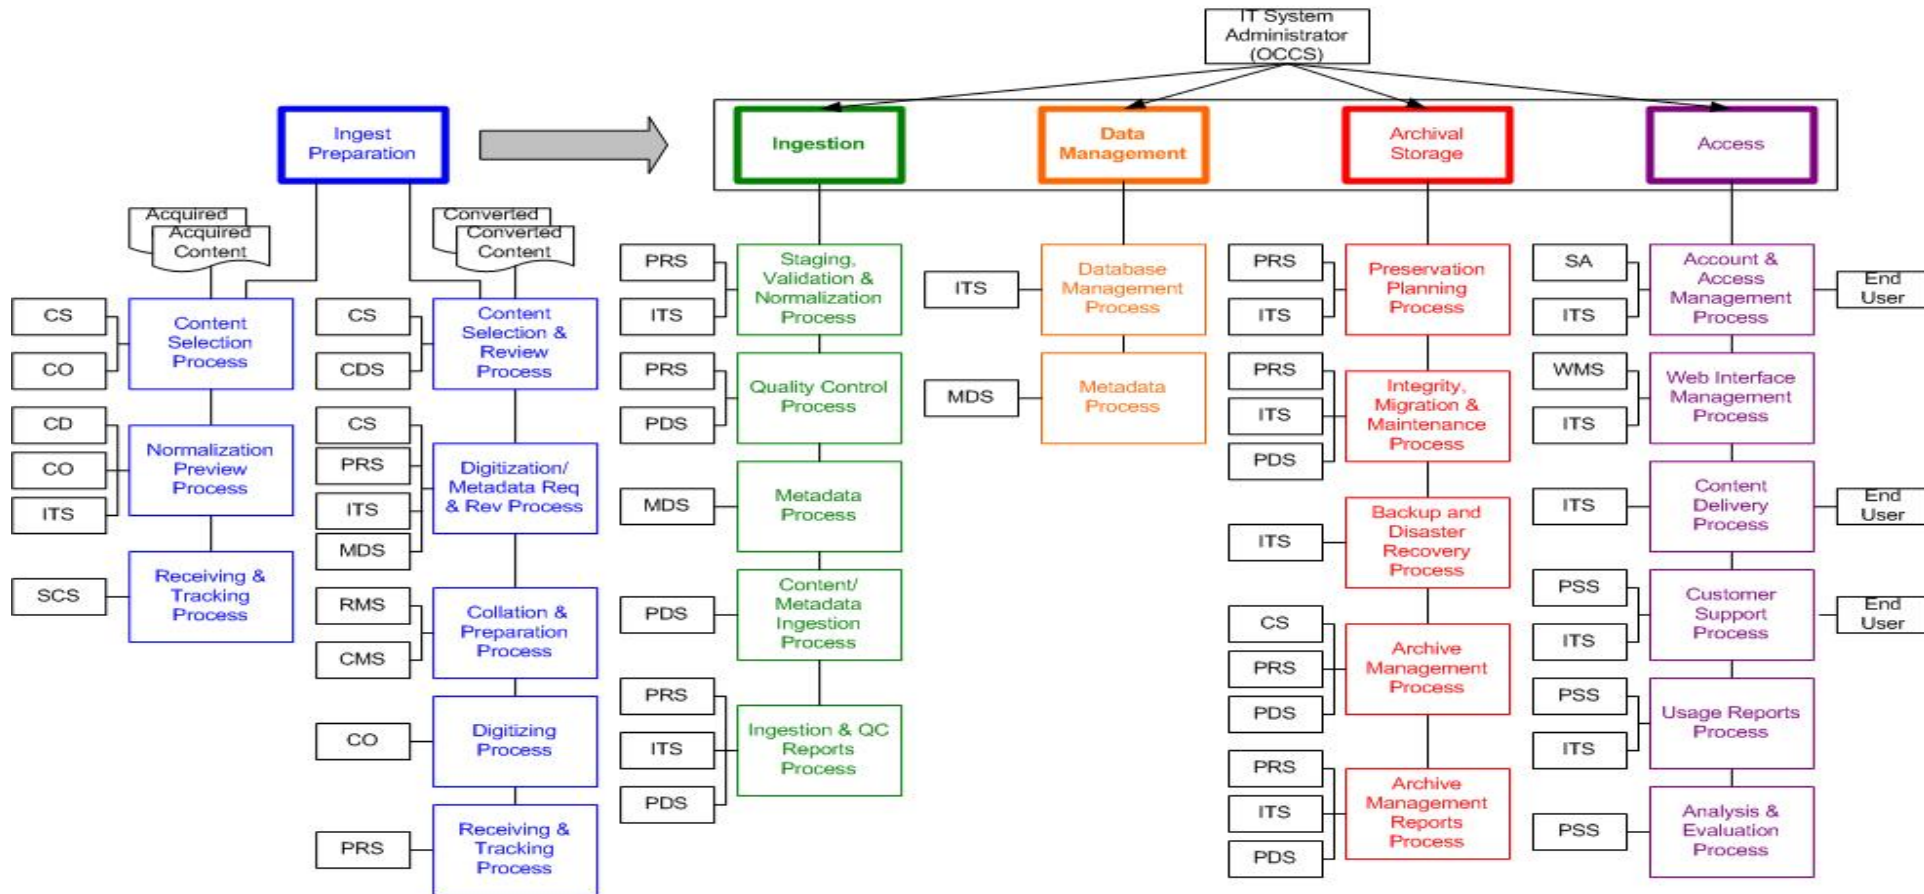 IT System
Administrator
(OCCS)
Ingest
Preparation
Ingestion
Data
Management
Archival
Storage
Access
Acquired
Acquired
Content
Converted
Converted
Content
CS
CO
Content
Selection
Process
CD
CO
ITS
Normalization
Preview
Process
SCS
Receiving &
Tracking
Process
CS
CDS
Content
Selection &
Review
Process
CS
PRS
ITS
MDS
Digitization/
Metadata Req
& Rev Process
RMS
CMS
Collation &
Preparation
Process
CO
Digitizing
Process
PRS
Receiving &
Tracking
Process
PRS
ITS
Staging,
Validation &
Normalization
Process
PRS
PDS
Quality Control
Process
MDS
Metadata
Process
PDS
Content/
Metadata
Ingestion
Process
PRS
ITS
PDS
Ingestion & QC
Reports
Process
ITS
Database
Management
Process
MDS
Metadata
Process
PRS
ITS
Preservation
Planning
Process
PRS
ITS
PDS
Integrity,
Migration &
Maintenance
Process
ITS
Backup and
Disaster
Recovery
Process
CS
PRS
PDS
Archive
Management
Process
PRS
ITS
PDS
Archive
Management
Reports
Process
SA
ITS
Account &
Access
Management
Process
End
User
WMS
ITS
Web Interface
Management
Process
ITS
Content
Delivery
Process
End
User
PSS
ITS
Customer
Support
Process
End
User
PSS
ITS
Usage Reports
Process
PSS
Analysis &
Evaluation
Process